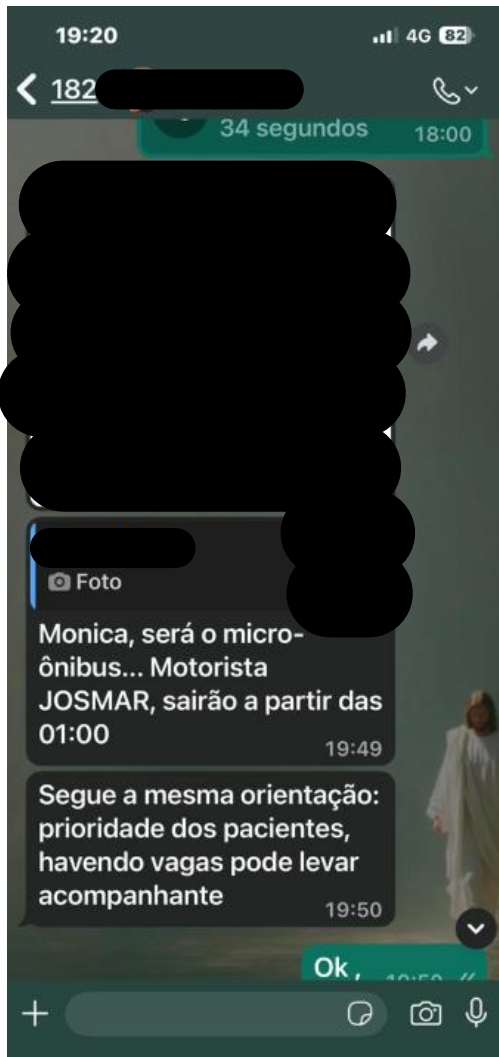 19:20
4G 82
182
34 segundos 18:00
Foto
Monica, será o micro-
ônibus... Motorista
JOSMAR, sairão a partir das
01:00
19:49
Segue a mesma orientação:
prioridade dos pacientes,
havendo vagas pode levar
acompanhante
19:50
Ok,